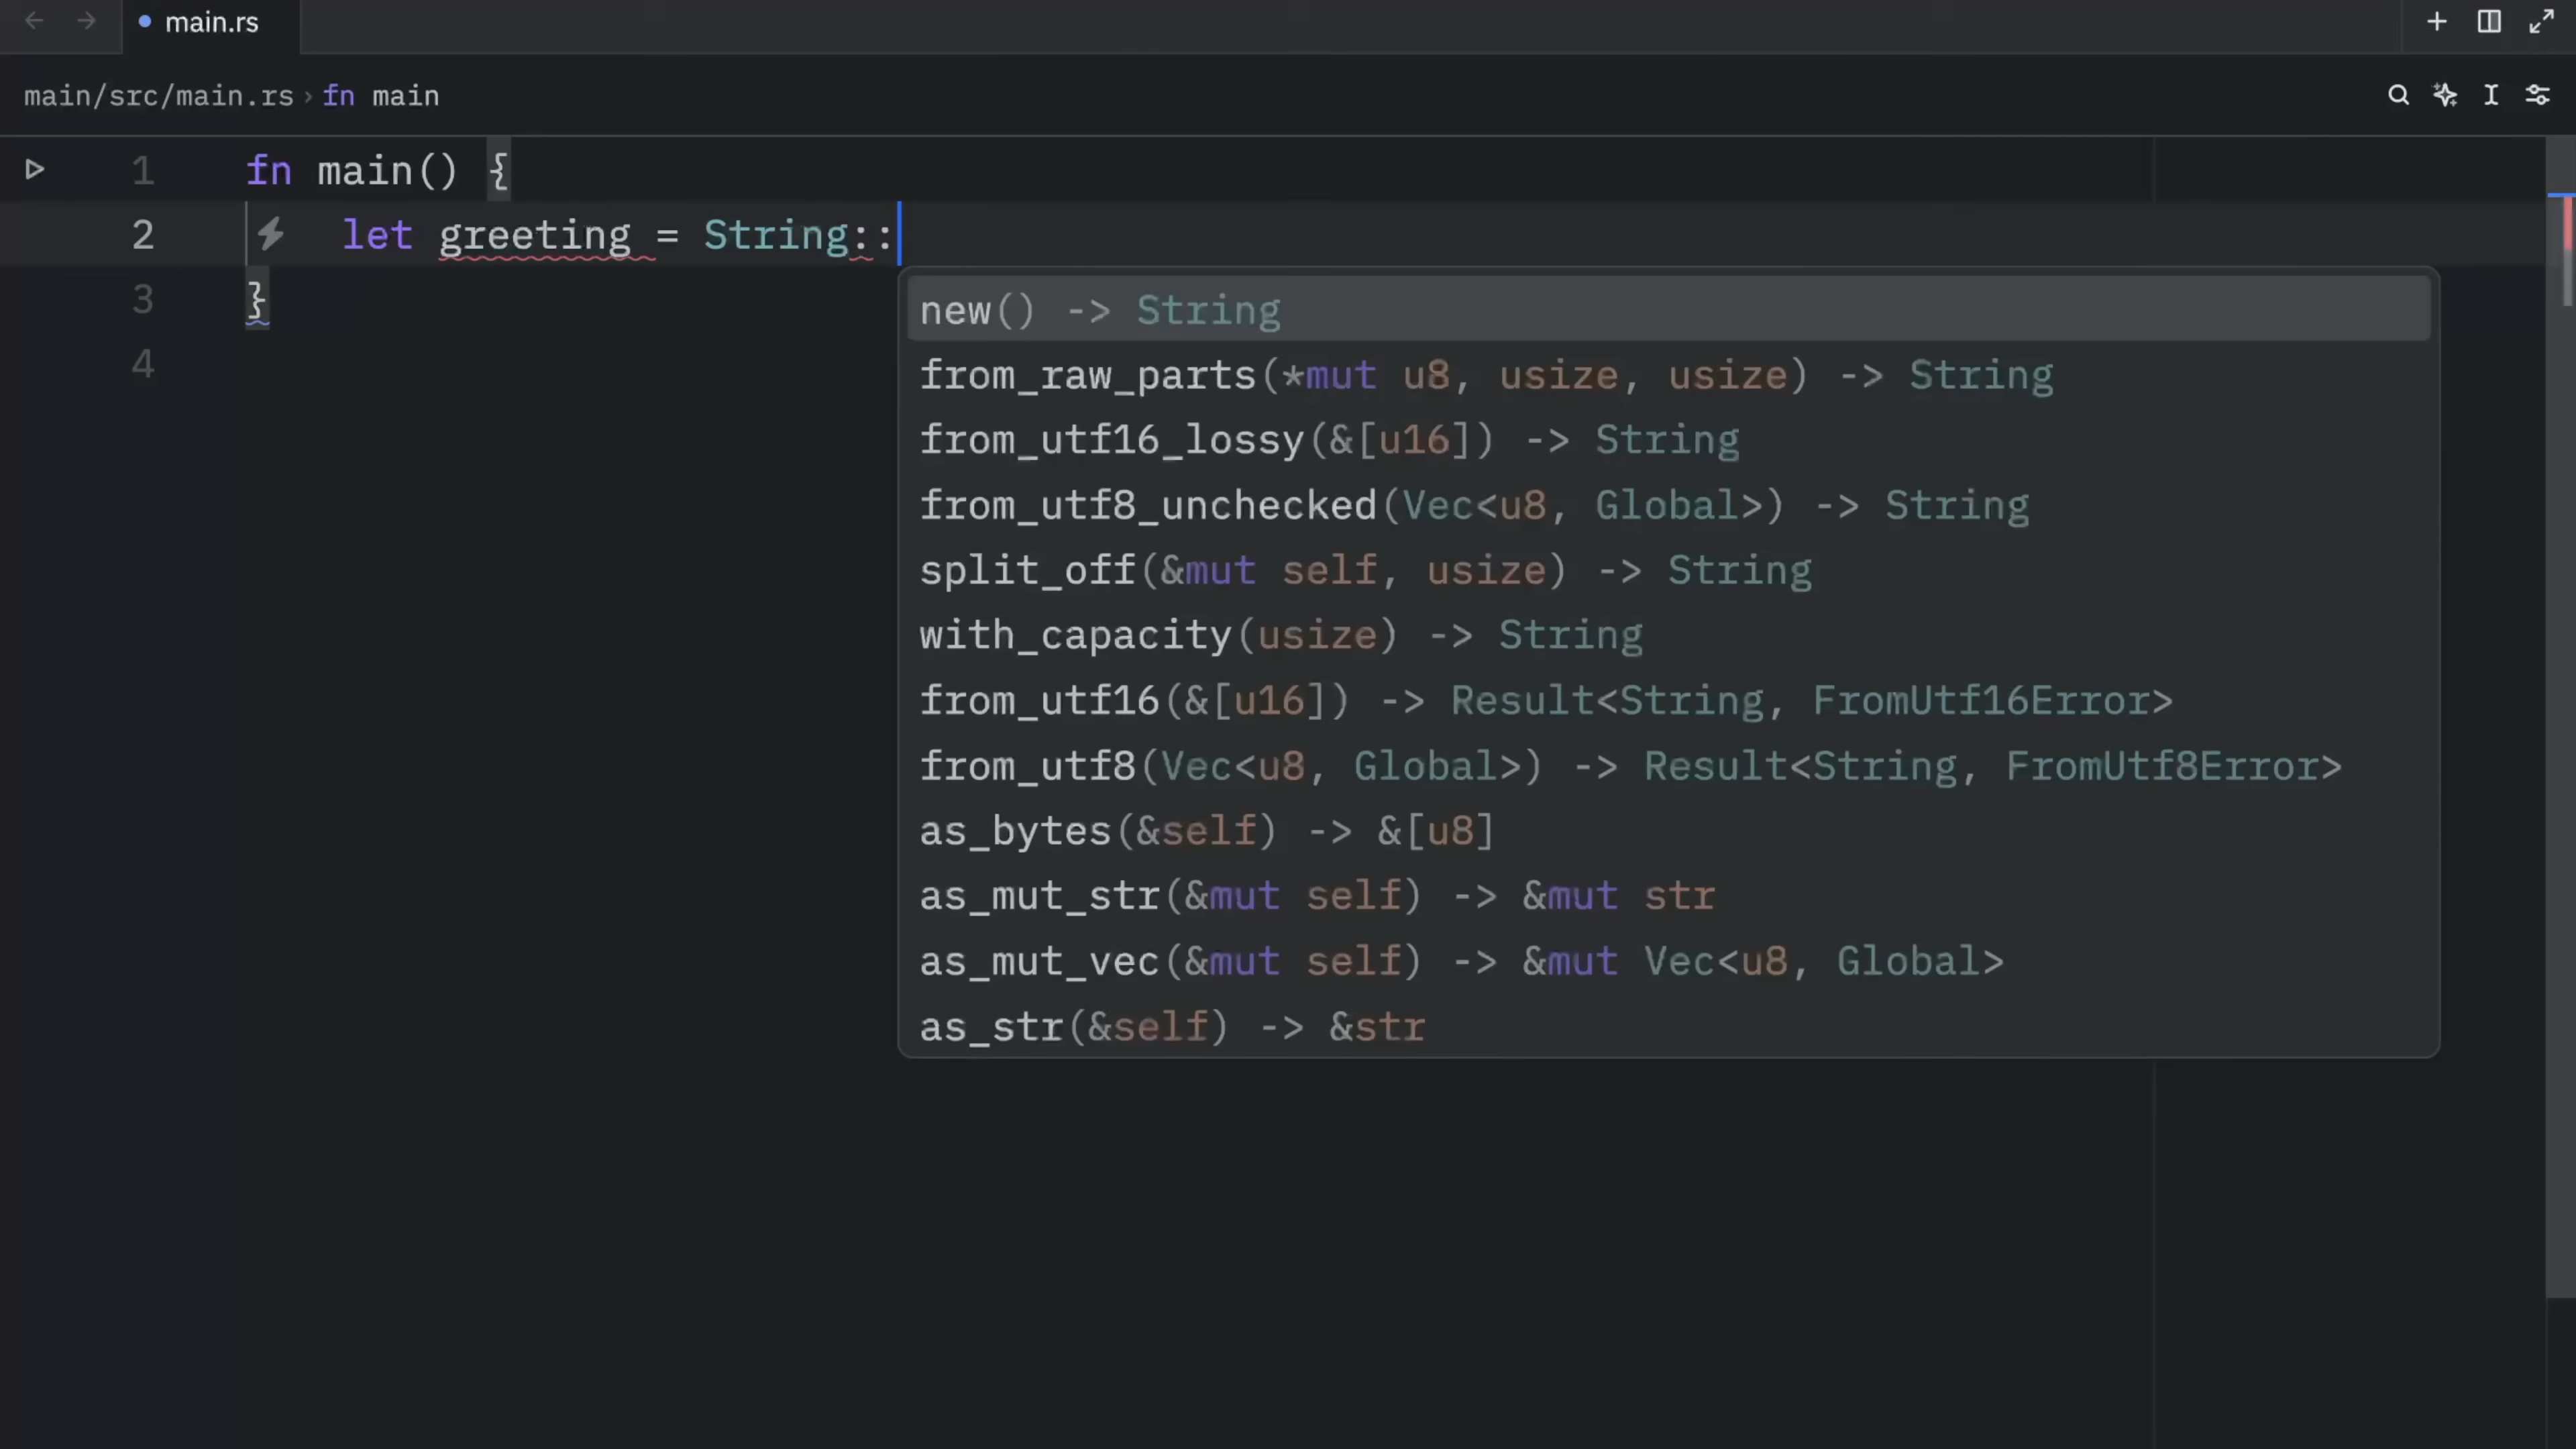 main.rs
main/src/main.rs › fn main
1 fn main() {
2 let greeting = String::
3 }
4
new() -> String
from_raw_parts(*mut u8, usize, usize) -> String
from_utf16_lossy(&[u16]) -> String
from_utf8_unchecked(Vec<u8, Global>) -> String
split_off(&mut self, usize) -> String
with_capacity(usize) -> String
from_utf16(&[u16]) -> Result<String, FromUtf16Error>
from_utf8(Vec<u8, Global>) -> Result<String, FromUtf8Error>
as_bytes(&self) -> &[u8]
as_mut_str(&mut self) -> &mut str
as_mut_vec(&mut self) -> &mut Vec<u8, Global>
as_str(&self) -> &str